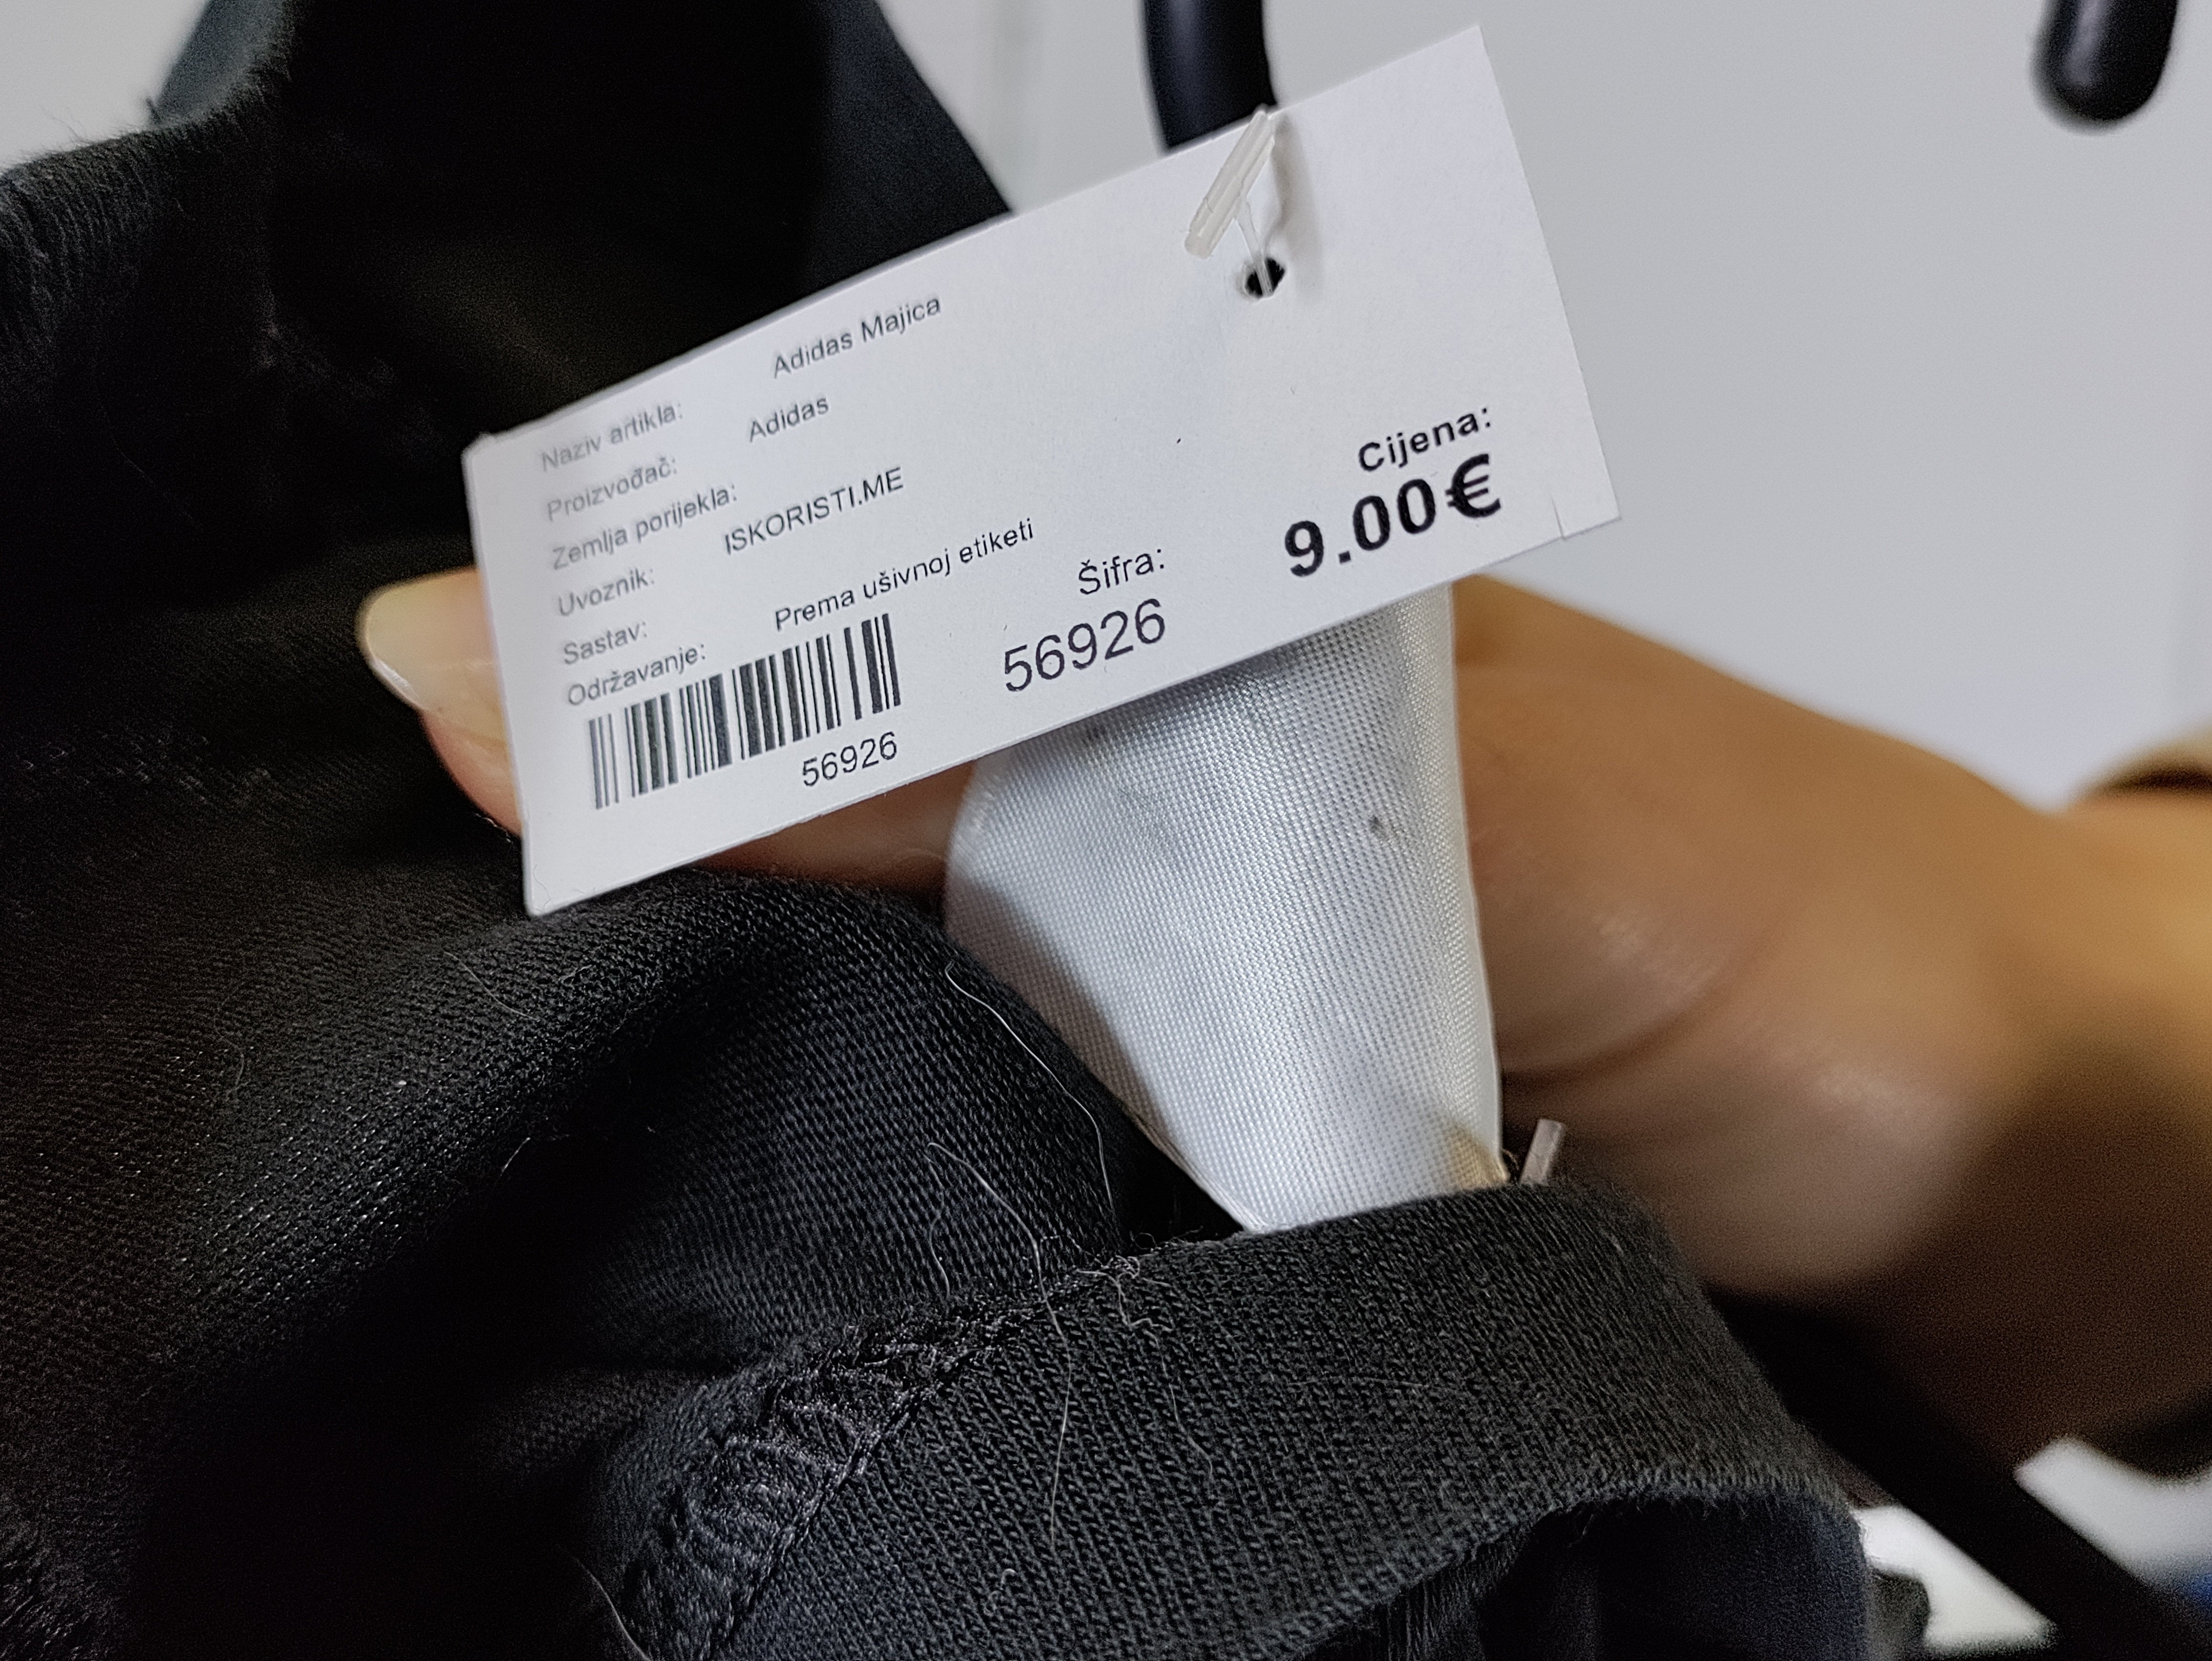 Naziv artikla: Adidas Majica
Proizvođač: Adidas
Zemlja porijekla:
Uvoznik: ISKORISTI.ME
Sastav:
Održavanje: Prema ušivnoj etiketi
56926
Šifra:
56926
Cijena:
9.00€